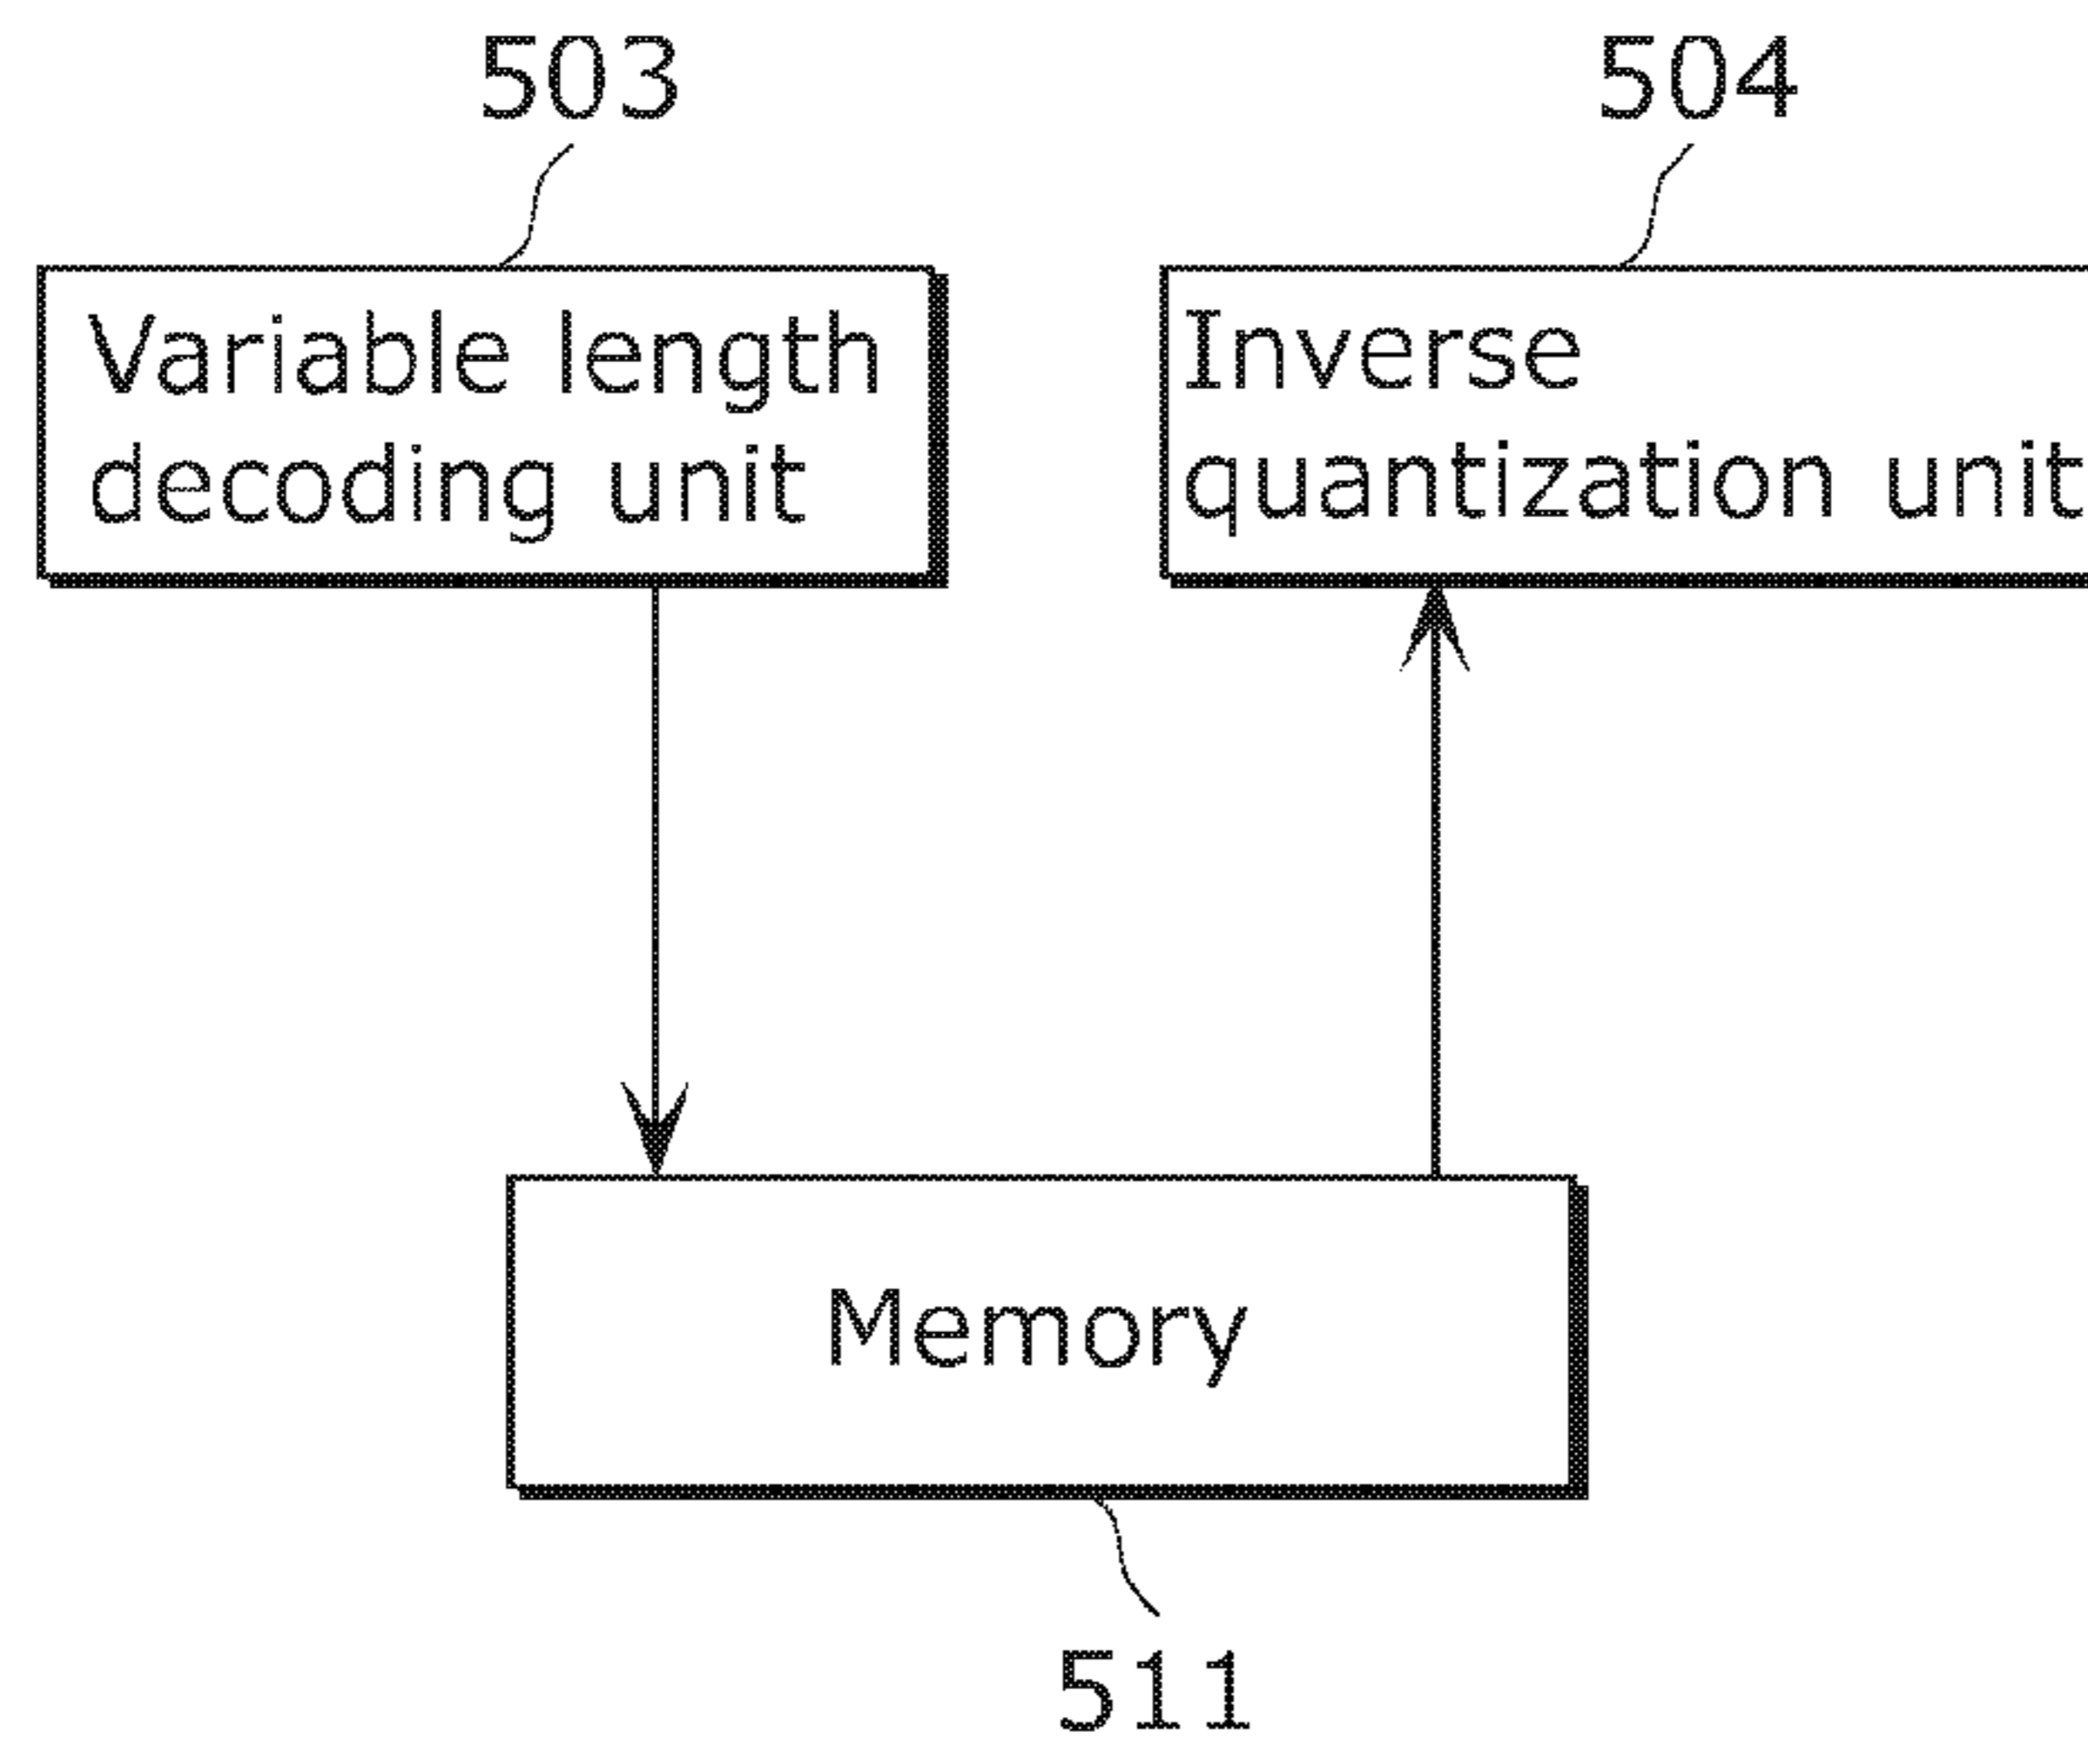 503
504
Variable length
decoding unit
Inverse
quantization unit
Memory
511